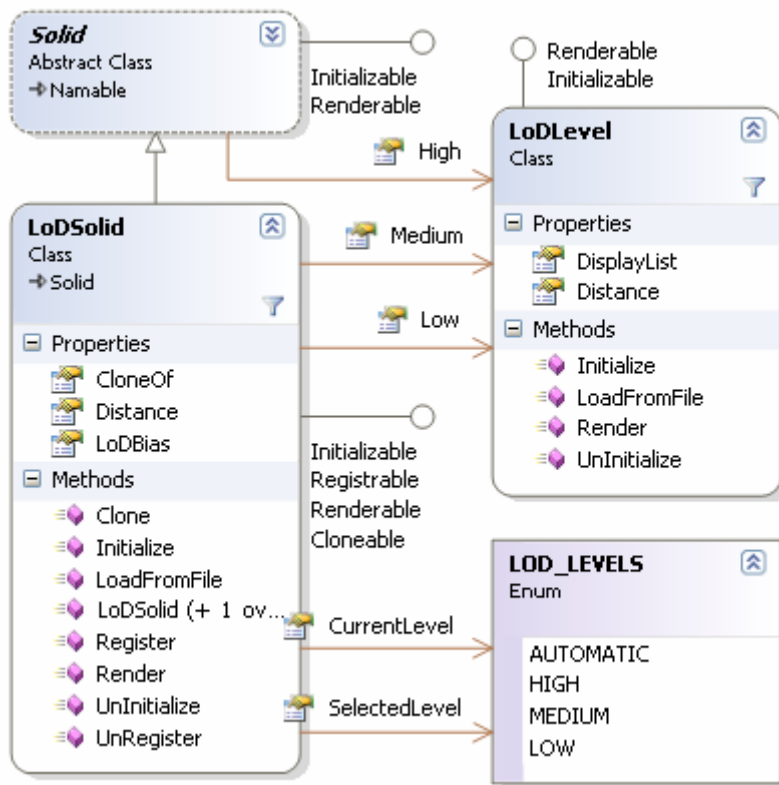 Solid
Abstract Class
Namable
Initializable
Renderable
Renderable
Initializable
High
Medium
Low
LoDLevel
Class
Properties
DisplayList
Distance
Methods
Initialize
LoadFromFile
Render
UnInitialize
LoDSolid
Class
Solid
Properties
CloneOf
Distance
LoDBias
Methods
Clone
Initialize
LoadFromFile
LoDSolid (+ 1 ov...
Register
Render
UnInitialize
UnRegister
Initializable
Registrable
Renderable
Cloneable
CurrentLevel
SelectedLevel
LOD_LEVELS
Enum
AUTOMATIC
HIGH
MEDIUM
LOW